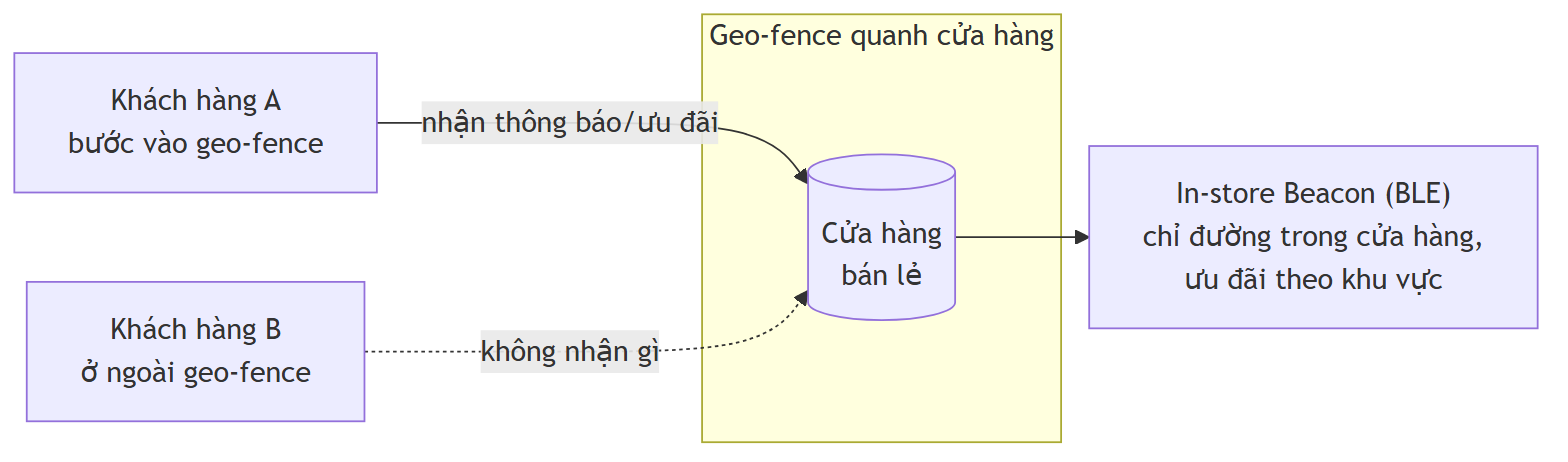 Geo-fence quanh cửa hàng
Khách hàng A
bước vào geo-fence
nhận thông báo/ưu đãi
Cửa hàng
bán lẻ
In-store Beacon (BLE)
chỉ đường trong cửa hàng,
ưu đãi theo khu vực
Khách hàng B
ở ngoài geo-fence
không nhận gì